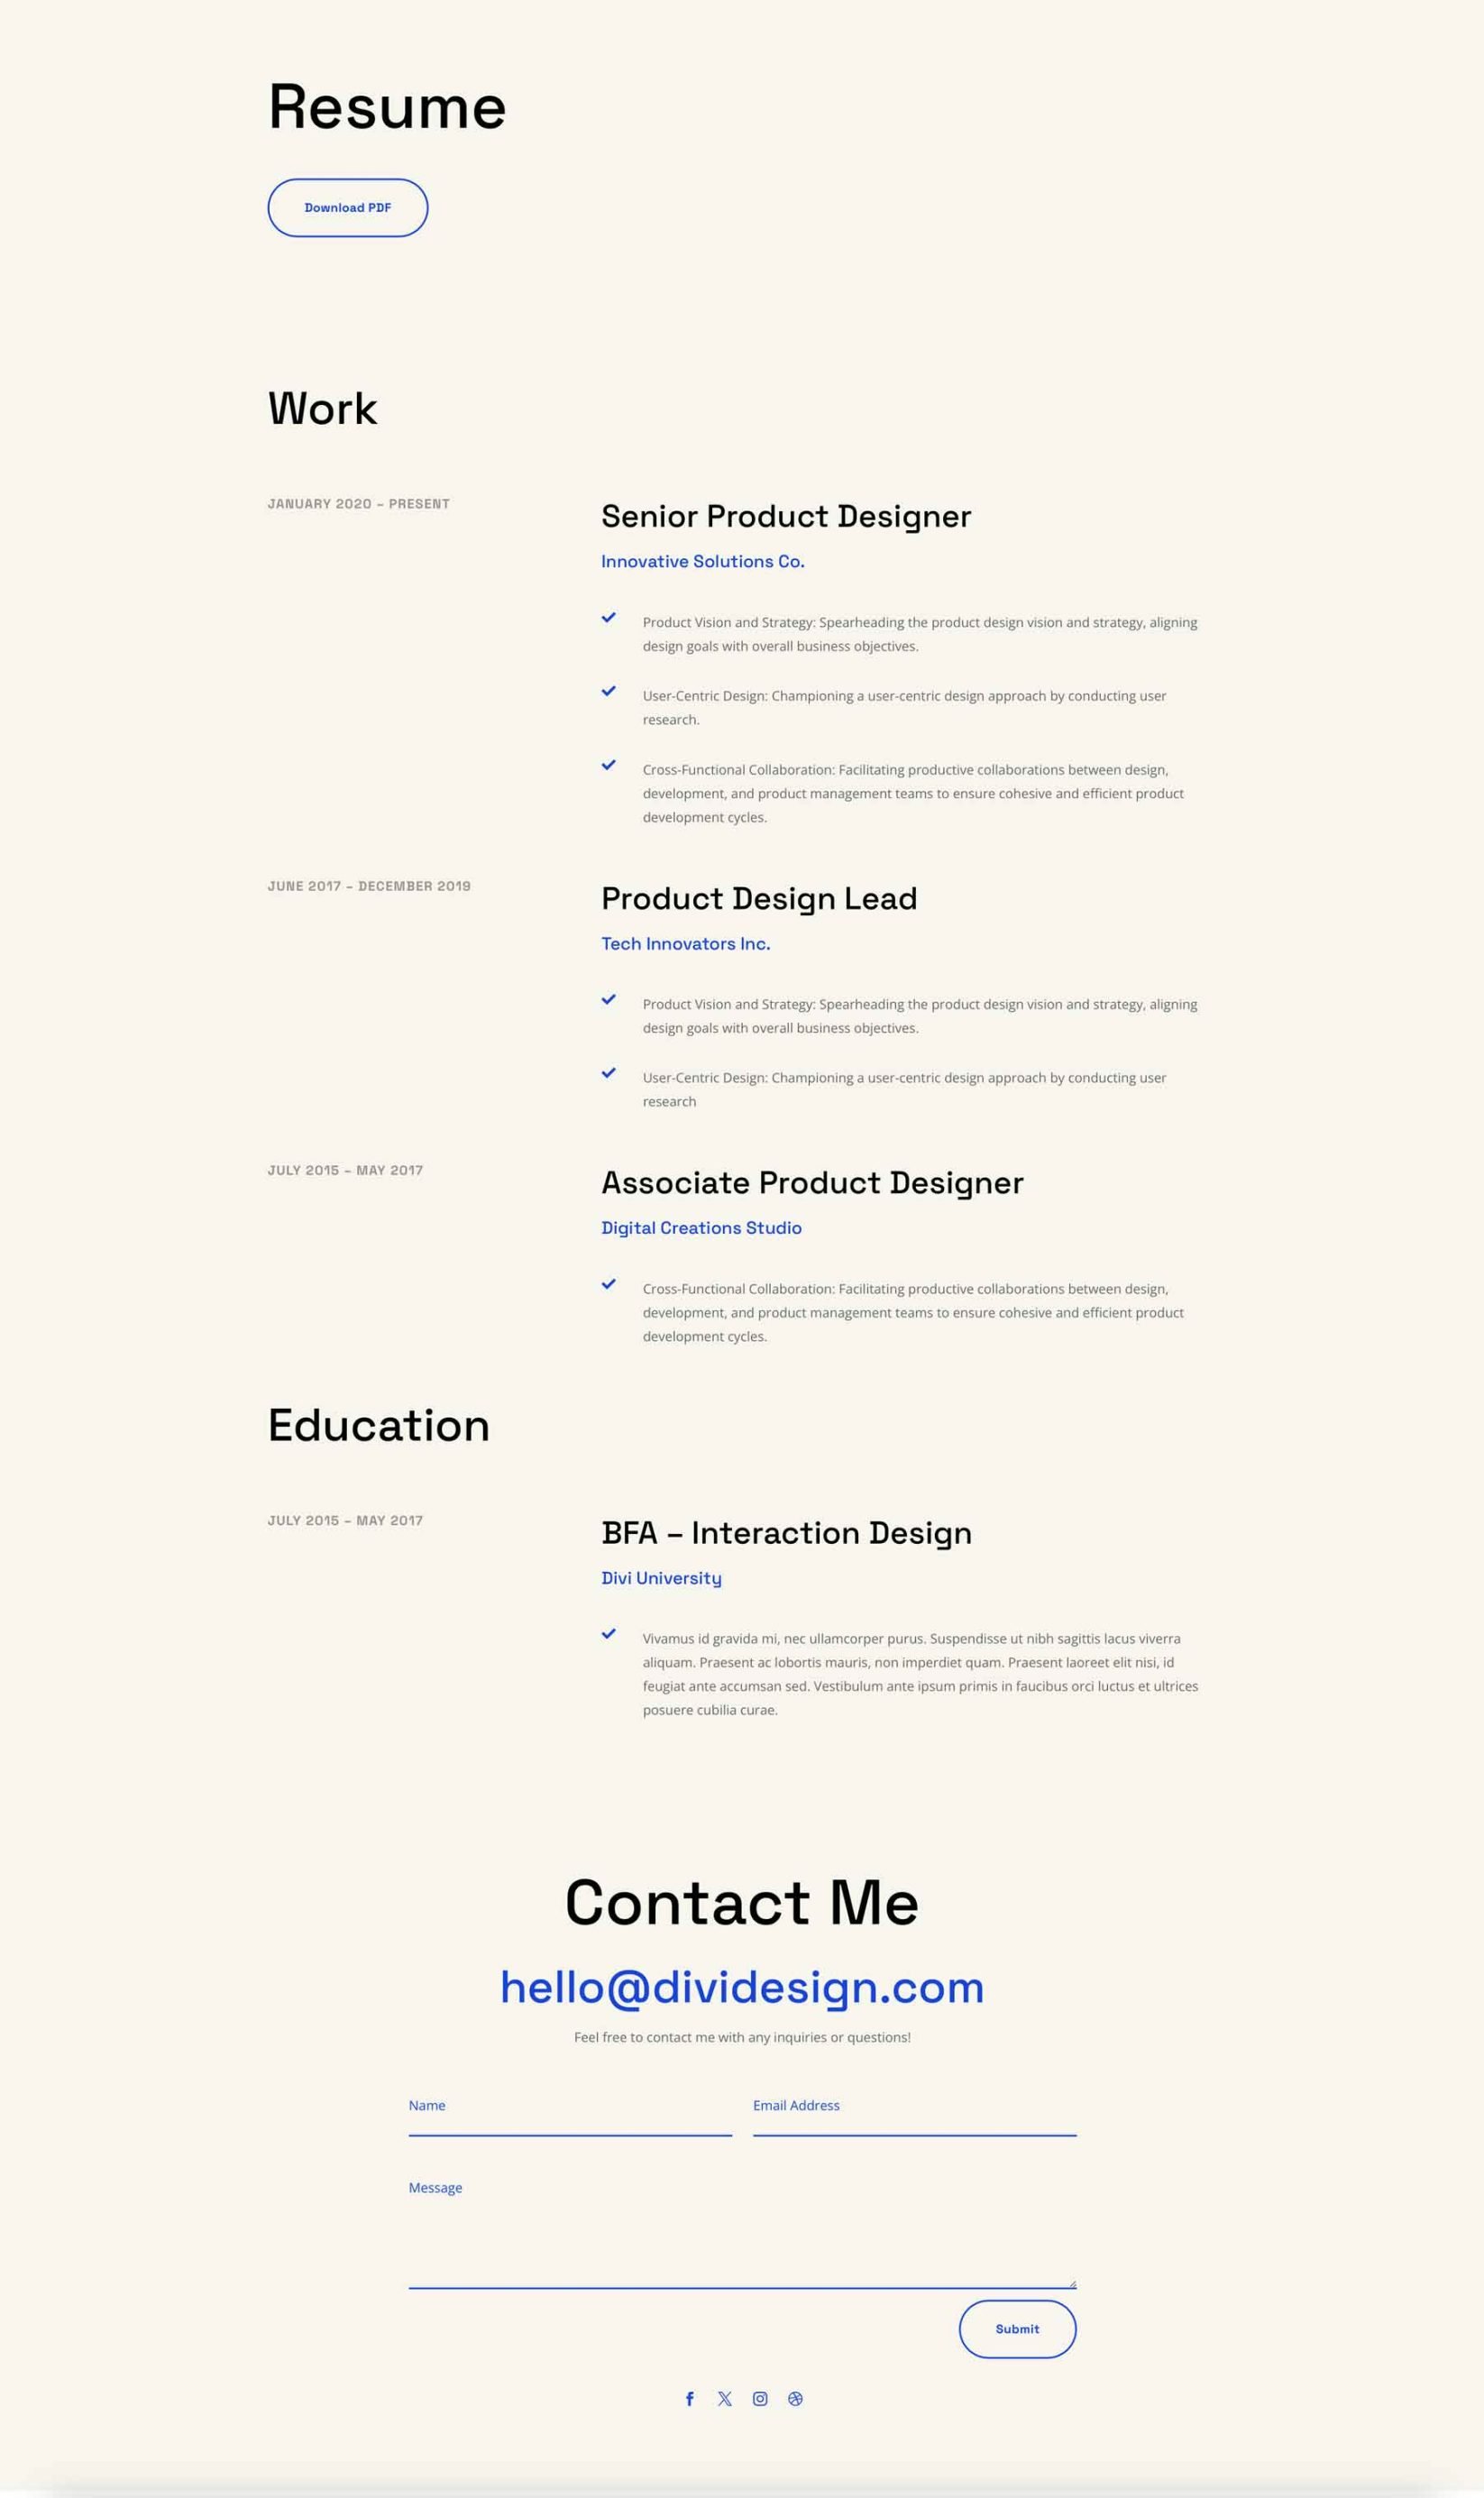 Resume
Download PDF
Work
JANUARY 2020 – PRESENT
Senior Product Designer
Innovative Solutions Co.
Product Vision and Strategy: Spearheading the product design vision and strategy, aligning
design goals with overall business objectives.
User-Centric Design: Championing a user-centric design approach by conducting user
research.
Cross-Functional Collaboration: Facilitating productive collaborations between design,
development, and product management teams to ensure cohesive and efficient product
development cycles.
JUNE 2017 – DECEMBER 2019
Product Design Lead
Tech Innovators Inc.
Product Vision and Strategy: Spearheading the product design vision and strategy, aligning
design goals with overall business objectives.
User-Centric Design: Championing a user-centric design approach by conducting user
research
JULY 2015 – MAY 2017
Associate Product Designer
Digital Creations Studio
Cross-Functional Collaboration: Facilitating productive collaborations between design,
development, and product management teams to ensure cohesive and efficient product
development cycles.
Education
JULY 2015 – MAY 2017
BFA – Interaction Design
Divi University
Vivamus id gravida mi, nec ullamcorper purus. Suspendisse ut nibh sagittis lacus viverra
aliquam. Praesent ac lobortis mauris, non imperdiet quam. Praesent laoreet elit nisi, id
feugiat ante accumsan sed. Vestibulum ante ipsum primis in faucibus orci luctus et ultrices
posuere cubilia curae.
Contact Me
hello@dividesign.com
Feel free to contact me with any inquiries or questions!
Name
Email Address
Message
Submit